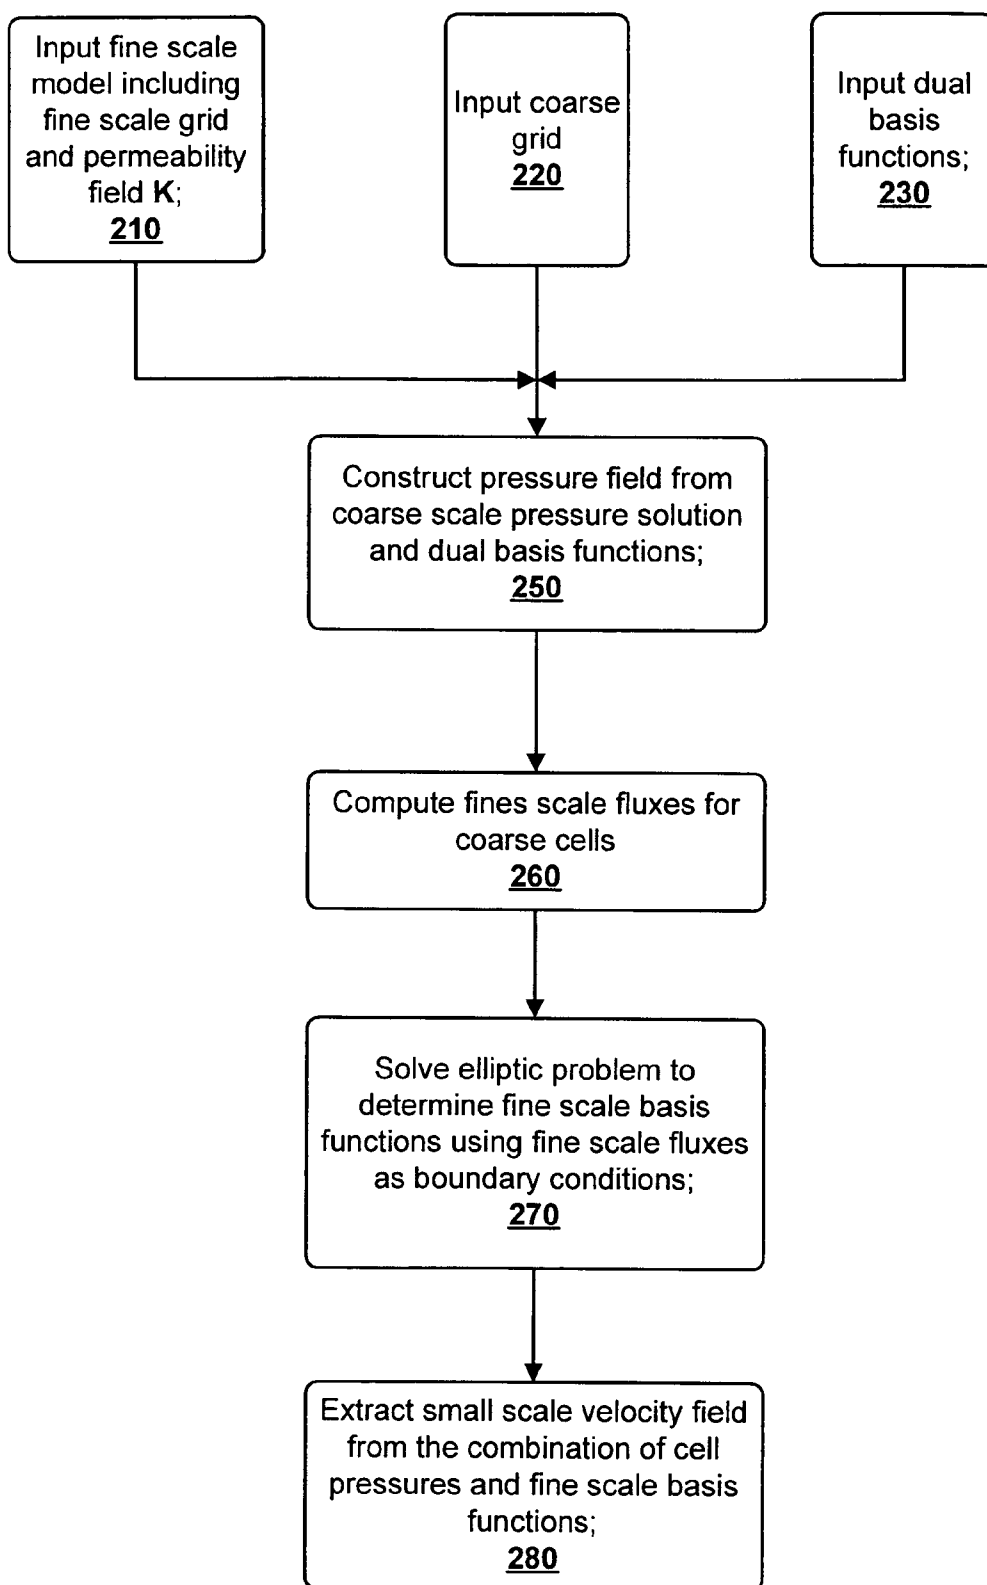 Input fine scale
model including
fine scale grid
and permeability
field K;
210
Input coarse
grid
220
Input dual
basis
functions;
230
Construct pressure field from
coarse scale pressure solution
and dual basis functions;
250
Compute fines scale fluxes for
coarse cells
260
Solve elliptic problem to
determine fine scale basis
functions using fine scale fluxes
as boundary conditions;
270
Extract small scale velocity field
from the combination of cell
pressures and fine scale basis
functions;
280